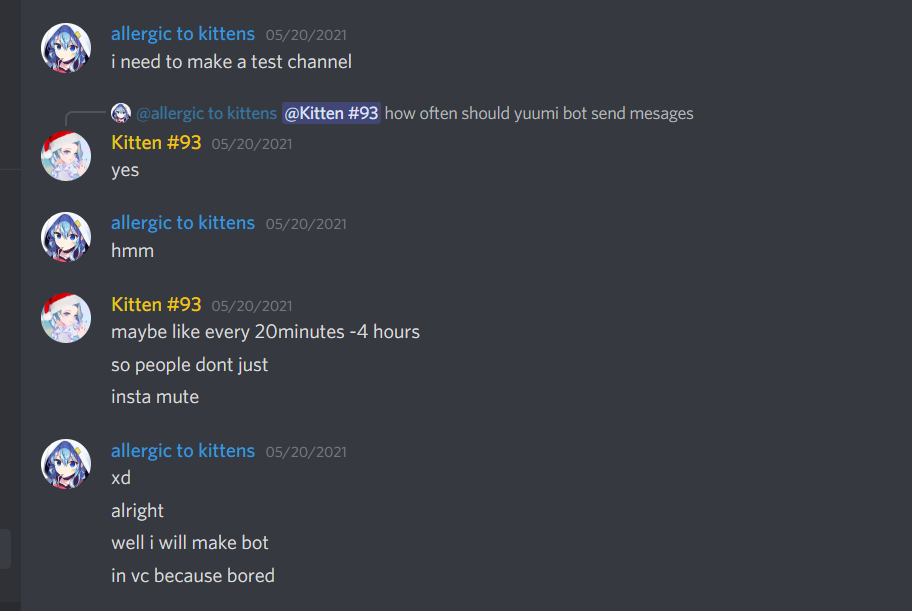 allergic to kittens 05/20/2021
i need to make a test channel
@allergic to kittens @Kitten #93 how often should yuumi bot send mesages
Kitten #93 05/20/2021
yes
allergic to kittens 05/20/2021
hmm
Kitten #93 05/20/2021
maybe like every 20minutes -4 hours
so people dont just
insta mute
allergic to kittens 05/20/2021
xd
alright
well i will make bot
in vc because bored